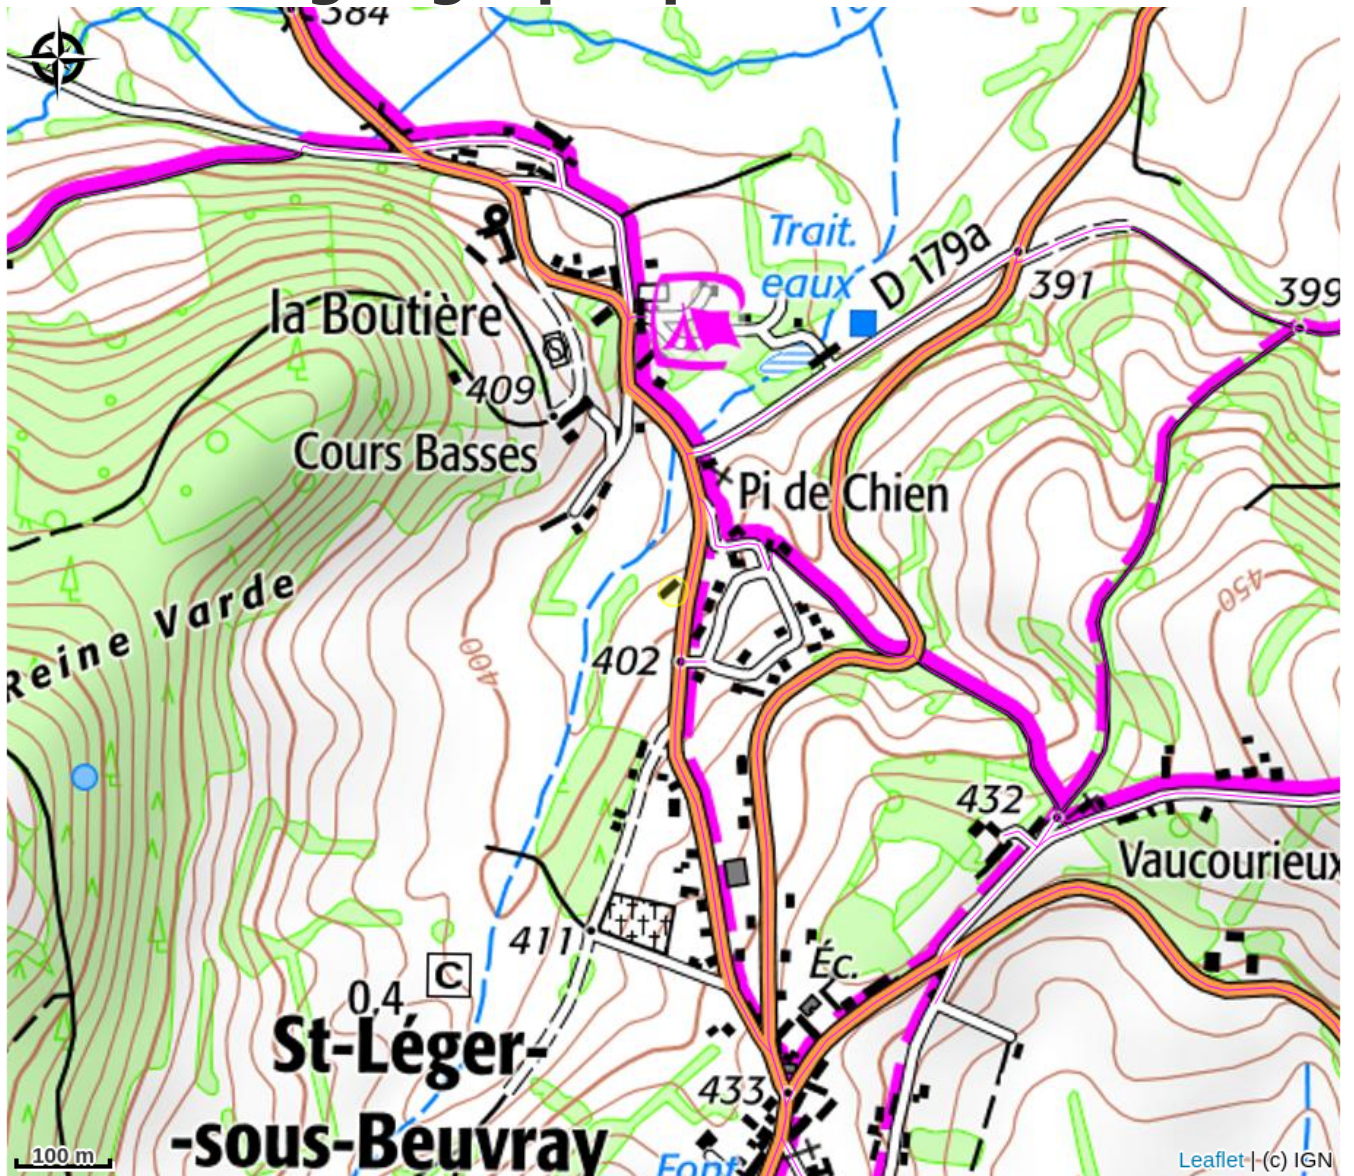 384
Trait.
eaux
D 179a
391
399
la Boutière
S
409
Cours Basses
Pi de Chien
450
Reine Varde
400
402
432
Vaucourieux
411
Éc.
C
0,4
St-Léger-
-sous-Beuvray
433
Font
100 m
Leaflet | (c) IGN